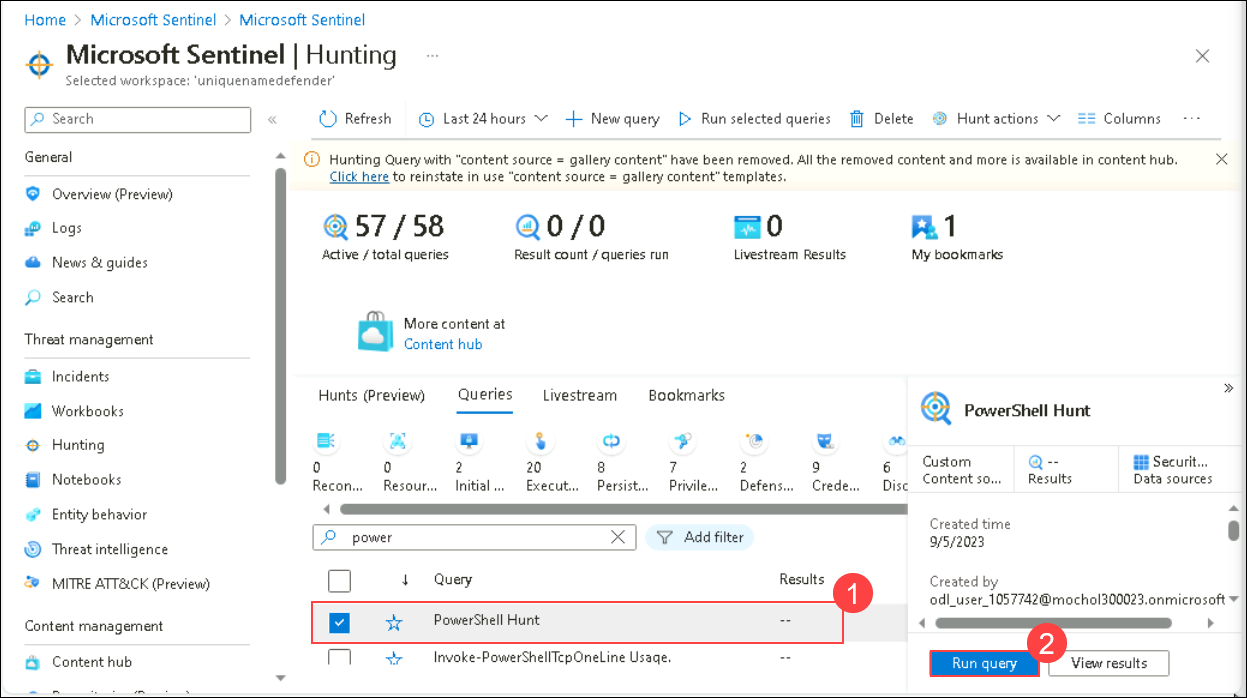 Home > Microsoft Sentinel > Microsoft Sentinel
Microsoft Sentinel | Hunting ...
Selected workspace: 'uniquenamedefender'
Search «
Refresh Last 24 hours New query Run selected queries Delete Hunt actions Columns ...
General
Overview (Preview)
Logs
News & guides
Search
Threat management
Incidents
Workbooks
Hunting
Notebooks
Entity behavior
Threat intelligence
MITRE ATT&CK (Preview)
Content management
Content hub
Hunting Query with "content source = gallery content" have been removed. All the removed content and more is available in content hub.
Click here to reinstate in use "content source = gallery content" templates.
57 / 58
Active / total queries
0 / 0
Result count / queries run
0
Livestream Results
1
My bookmarks
More content at
Content hub
Hunts (Preview) Queries Livestream Bookmarks
0 0 2 20 8 7 2 9 6
Recon... Resour... Initial ... Execut... Persist... Privile... Defens... Crede... Disc
power
Add filter
↓ Query Results
1
PowerShell Hunt --
Invoke-PowerShellTcpOneLine Usage. --
»
PowerShell Hunt
Custom
Content so...
--
Results
Securit...
Data sources
Created time
9/5/2023
Created by
odl_user_1057742@mochol300023.onmicrosoft
2
Run query View results